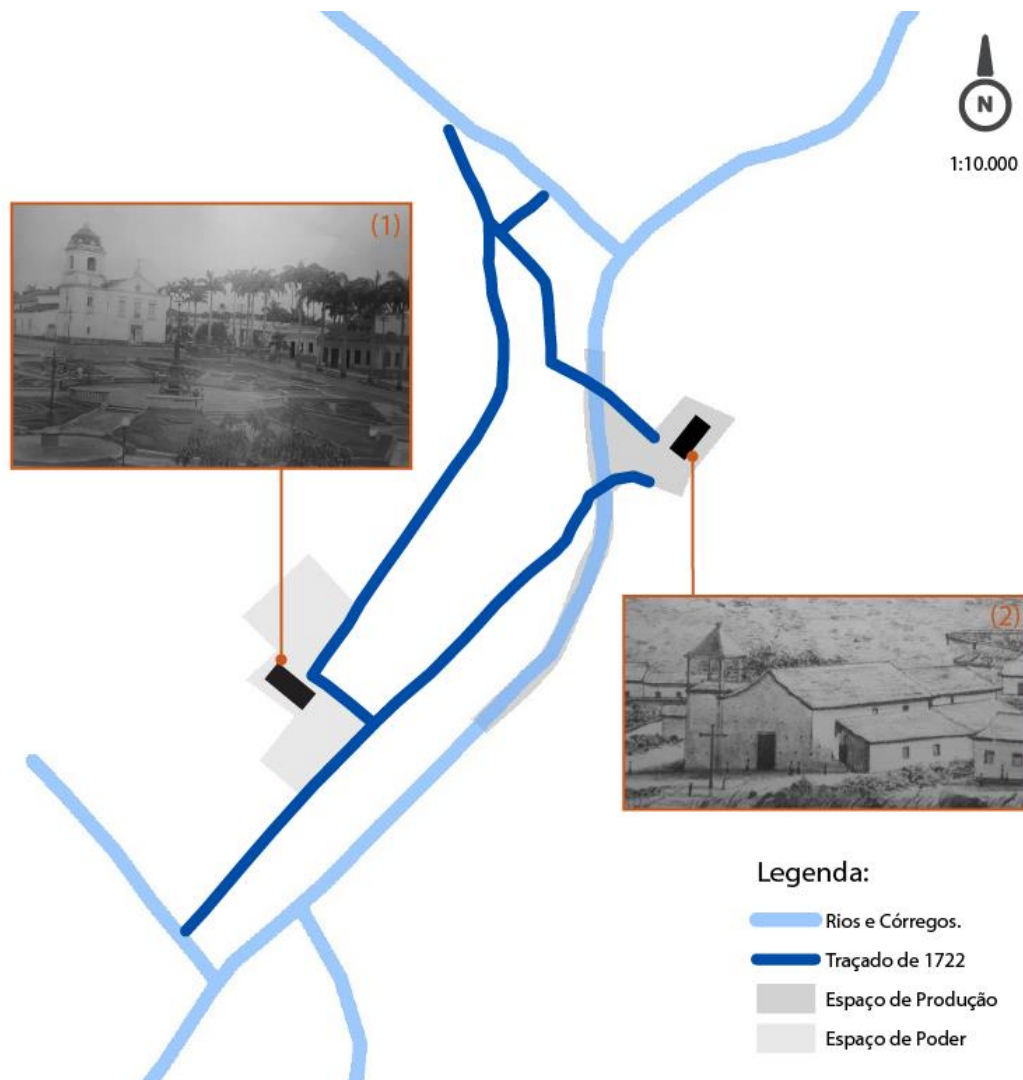 N
1:10.000
(1)
(2)
Legenda:
Rios e Córregos.
Traçado de 1722
Espaço de Produção
Espaço de Poder